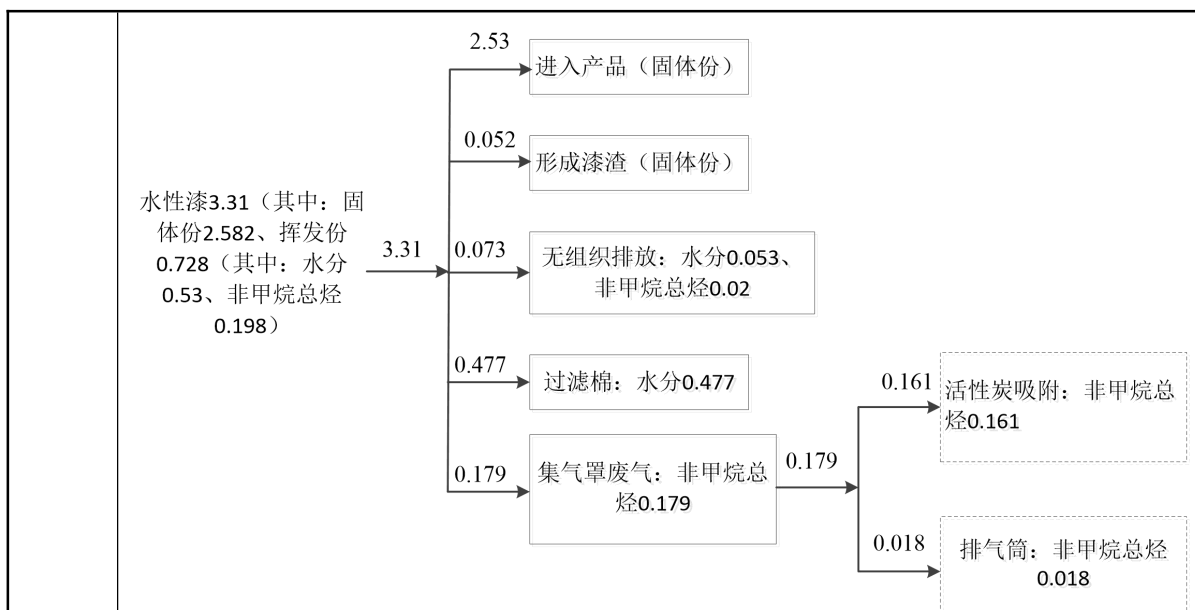 水性漆3.31（其中：固
体份2.582、挥发份
0.728（其中：水分
0.53、非甲烷总烃
0.198）
3.31
2.53
进入产品（固体份）
0.052
形成漆渣（固体份）
0.073
无组织排放：水分0.053、
非甲烷总烃0.02
0.477
过滤棉：水分0.477
0.179
集气罩废气：非甲烷总
烃0.179
0.179
0.161
活性炭吸附：非甲烷总
烃0.161
0.018
排气筒：非甲烷总烃
0.018